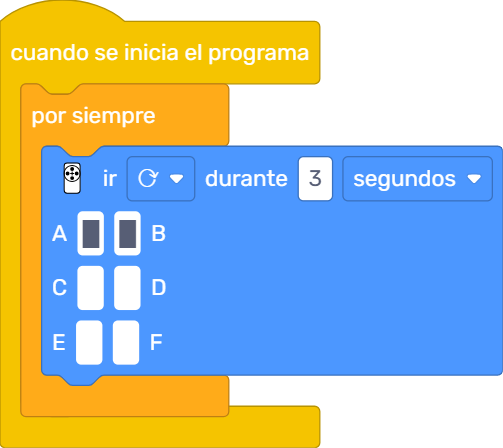 cuando se inicia el programa
por siempre
ir durante 3 segundos
A B
C D
E F